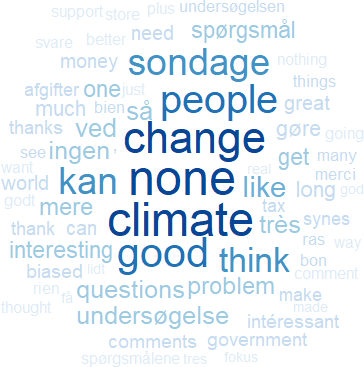 support store plus undersøgelsen
svare better need spørgsmål
money sondage nothing
things
afgifter one just people great
much bien så
thanks ved change gøre going
see ingen , get many
want kan none like merci
world real long god
godt mere climate tax
thank can très synes
ras way
interesting good think bon
biased lidt comment
rien få questions problem make
thought made
undersøgelse intéressant
comments government
spørgsmålene tres fokus